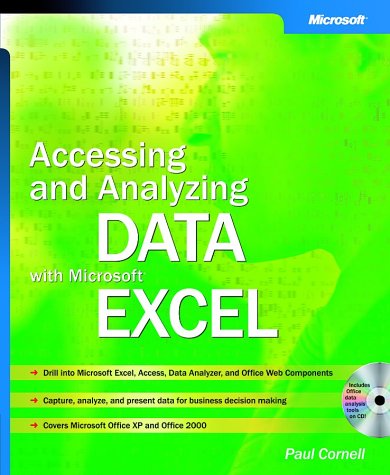 Microsoft®
Accessing
and Analyzing
DATA
with Microsoft
EXCEL
→ Drill into Microsoft Excel, Access, Data Analyzer, and Office Web Components
→ Capture, analyze, and present data for business decision making
→ Covers Microsoft Office XP and Office 2000
Includes
Office
data
analysis
tools
on CD!
Paul Cornell